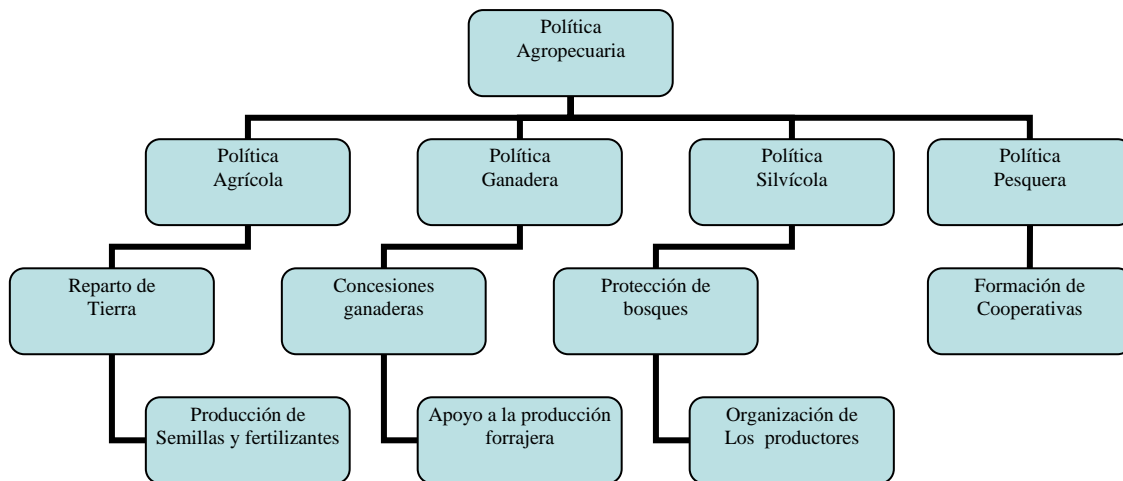 Política
Agropecuaria
Política
Agrícola
Política
Ganadera
Política
Silvícola
Política
Pesquera
Reparto de
Tierra
Concesiones
ganaderas
Protección de
bosques
Formación de
Cooperativas
Producción de
Semillas y fertilizantes
Apoyo a la producción
forrajera
Organización de
Los productores